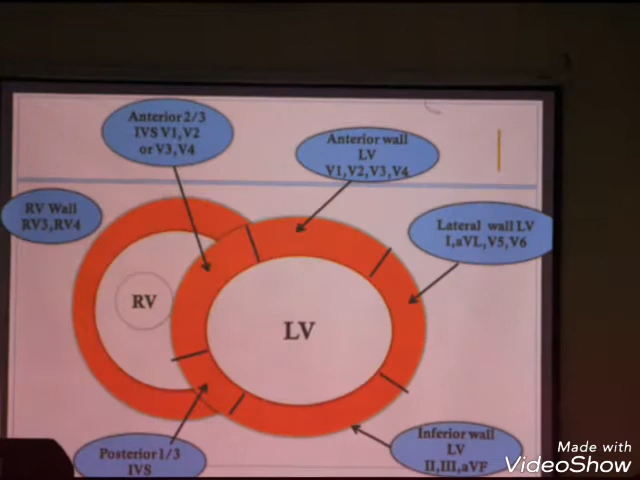 Anterior 2/3
IVS V1,V2
or V3,V4
Anterior wall
LV
V1,V2,V3,V4
RV Wall
RV3,RV4
Lateral wall LV
I,aVL,V5,V6
RV
LV
Posterior 1/3
IVS
Inferior wall
LV
II,III,aVF
Made with
VideoShow